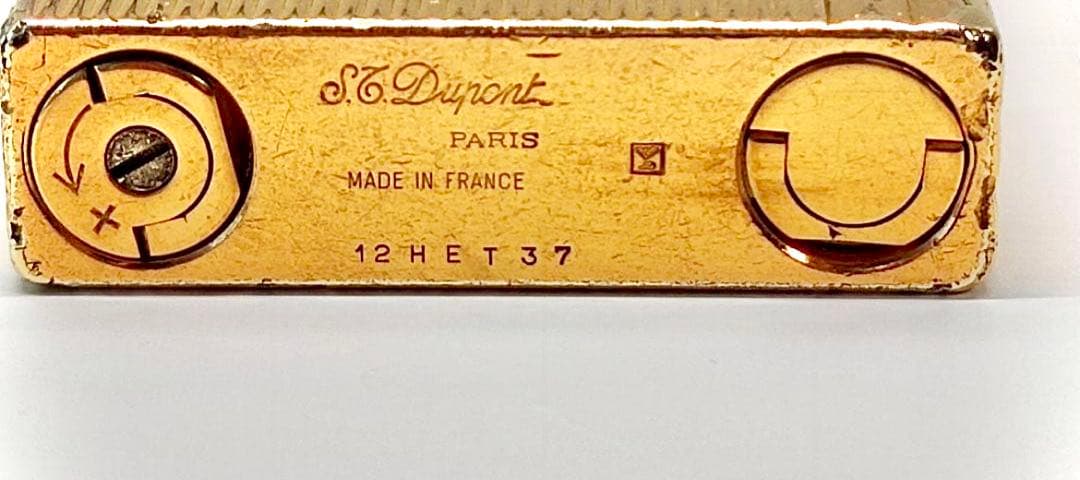 S.T. Dupont
PARIS
MADE IN FRANCE
12HET37
+